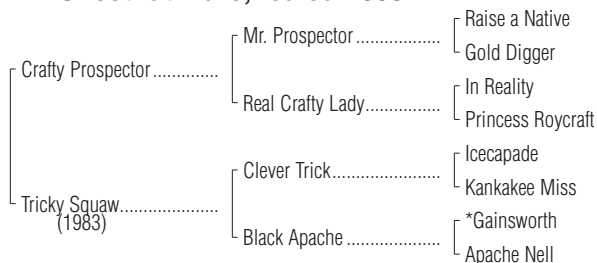 Raise a Native
Mr. Prospector ..................
Gold Digger
Crafty Prospector ..............
In Reality
Real Crafty Lady................
Princess Roycraft
Icecapade
Clever Trick.......................
Kankakee Miss
Tricky Squaw.....................
(1983)
*Gainsworth
Black Apache ....................
Apache Nell